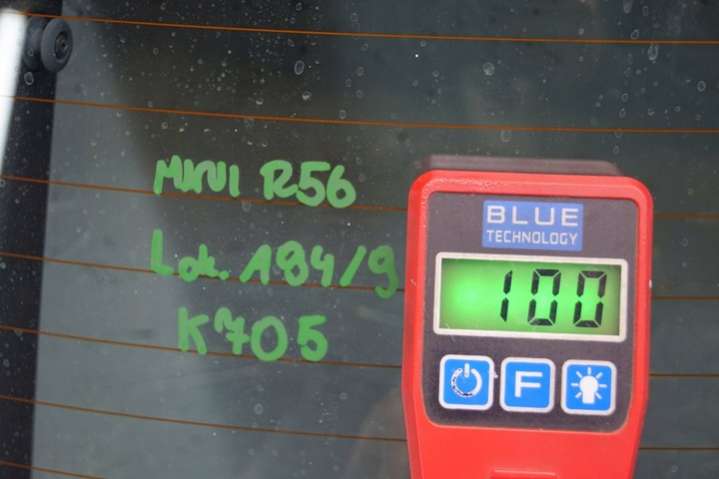 MINI R56
Lok. 184/9
K705
BLUE
TECHNOLOGY
100
F